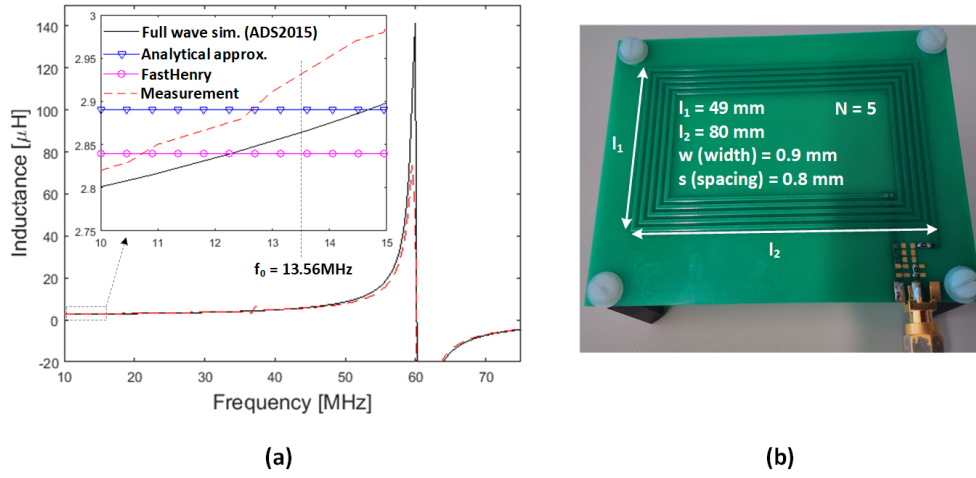 3
Full wave sim. (ADS2015)
Analytical approx.
FastHenry
Measurement
2.95
2.9
2.85
2.8
2.75
10
11
12
13
14
15
f₀ = 13.56MHz
140
120
100
80
60
40
20
0
-20
Inductance [μH]
10
20
30
40
50
60
70
Frequency [MHz]
(a)
l₁ = 49 mm
N = 5
l₂ = 80 mm
w (width) = 0.9 mm
s (spacing) = 0.8 mm
l₁
l₂
(b)